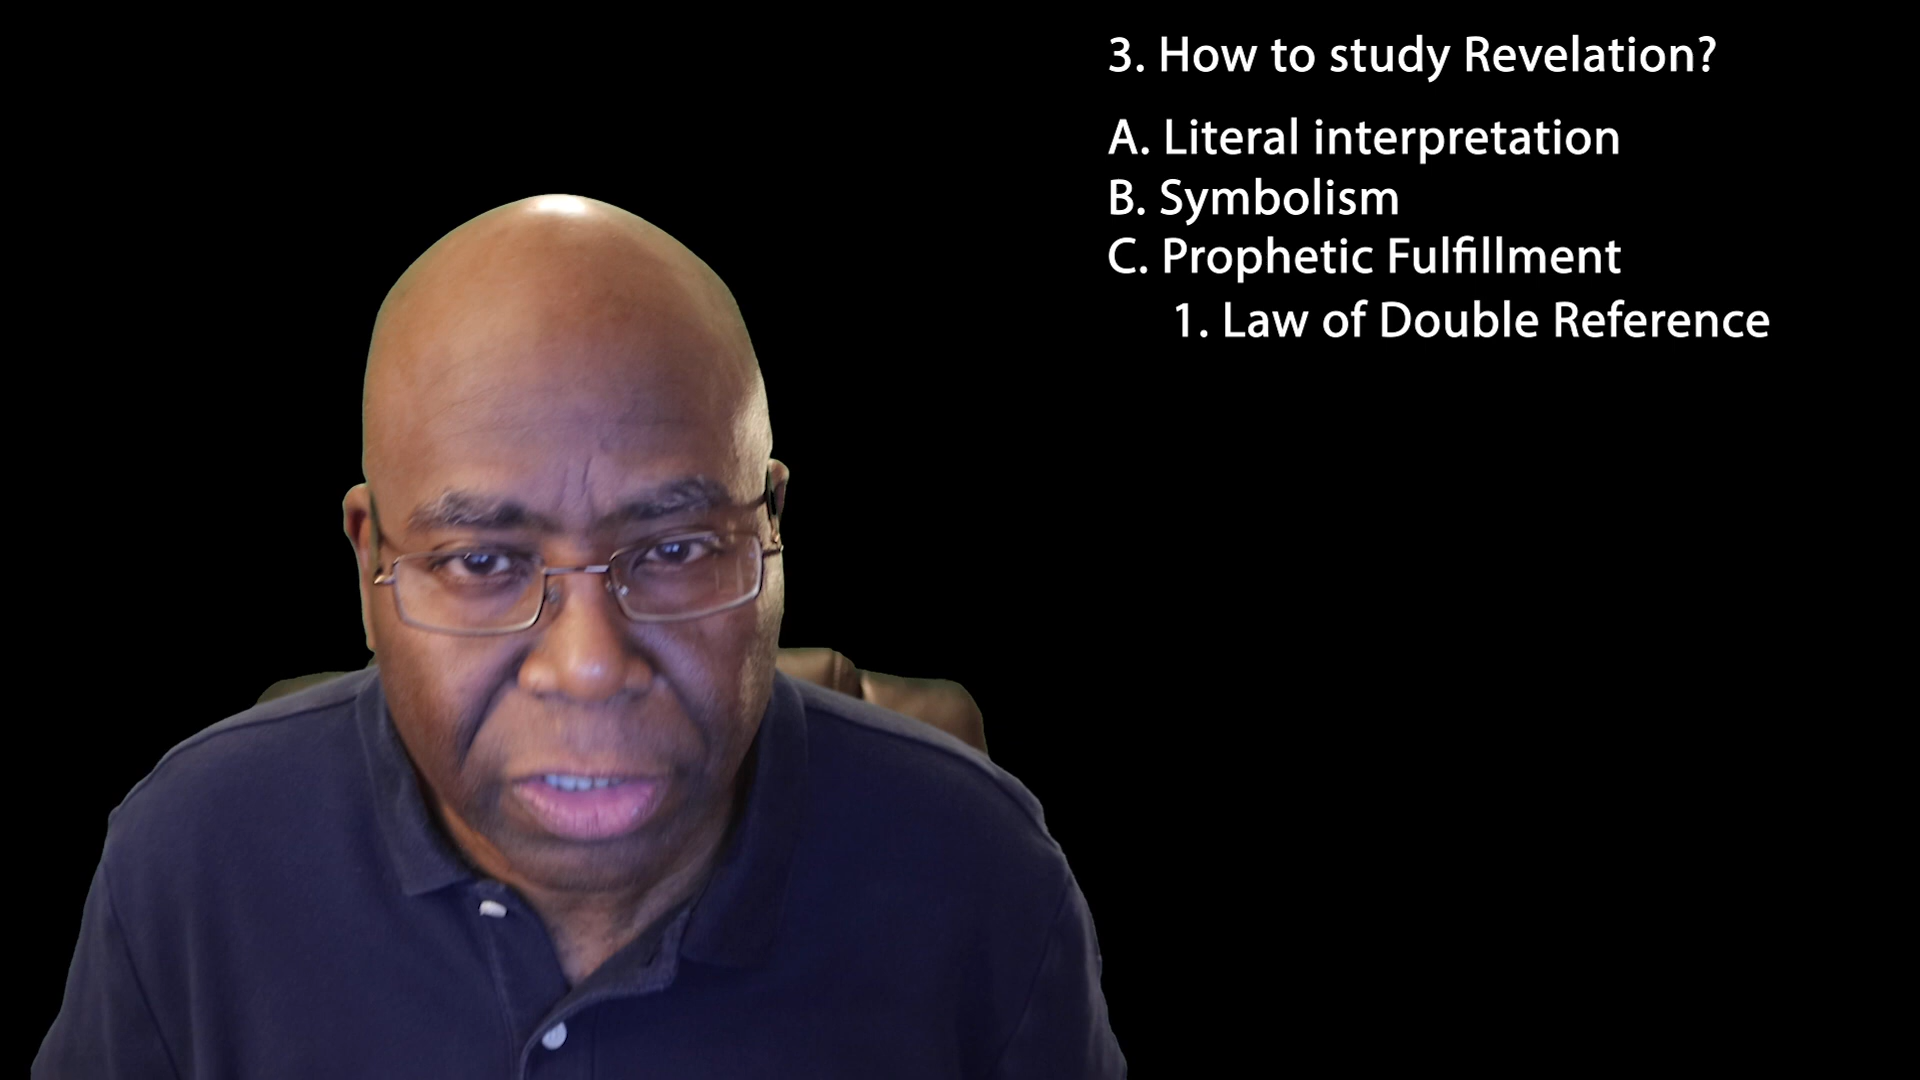 3. How to study Revelation?
A. Literal interpretation
B. Symbolism
C. Prophetic Fulfillment
1. Law of Double Reference